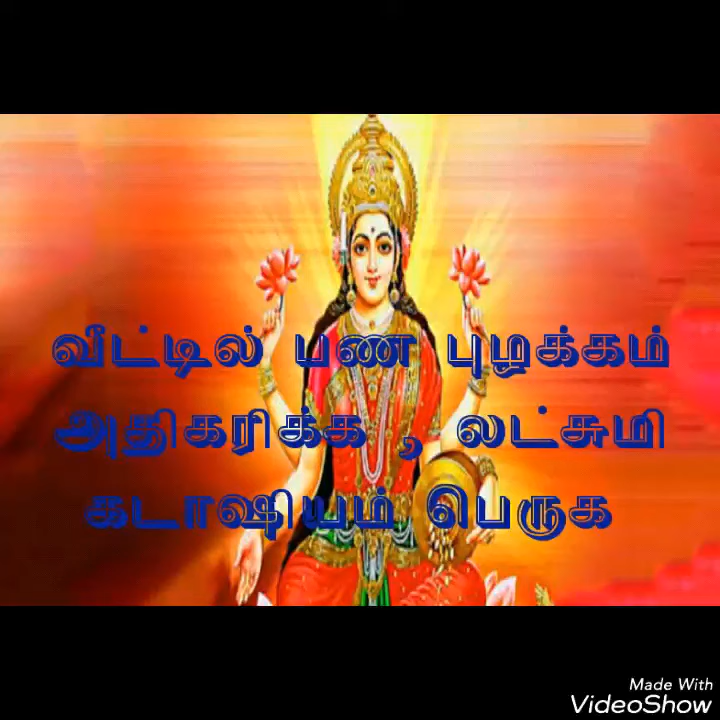 வீட்டில் பண புழக்கம்
அதிகரிக்க , லட்சுமி
கடாஷியம் பெருக
Made With
VideoShow